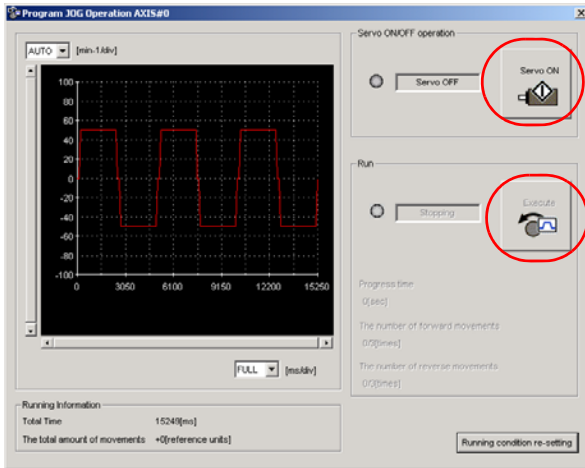 Program JOG Operation AXIS#0
AUTO [min-1/div]
100
80
60
40
20
0
-20
-40
-60
-80
-100
0 3050 6100 9150 12200 15250
FULL [ms/div]
Running Information
Total Time 15249[ms]
The total amount of movements +0[reference units]
Servo ON/OFF operation
Servo OFF
Servo ON
Run
Stopping
Execute
Progress time
0[sec]
The number of forward movements
0/3[times]
The number of reverse movements
0/3[times]
Running condition re-setting